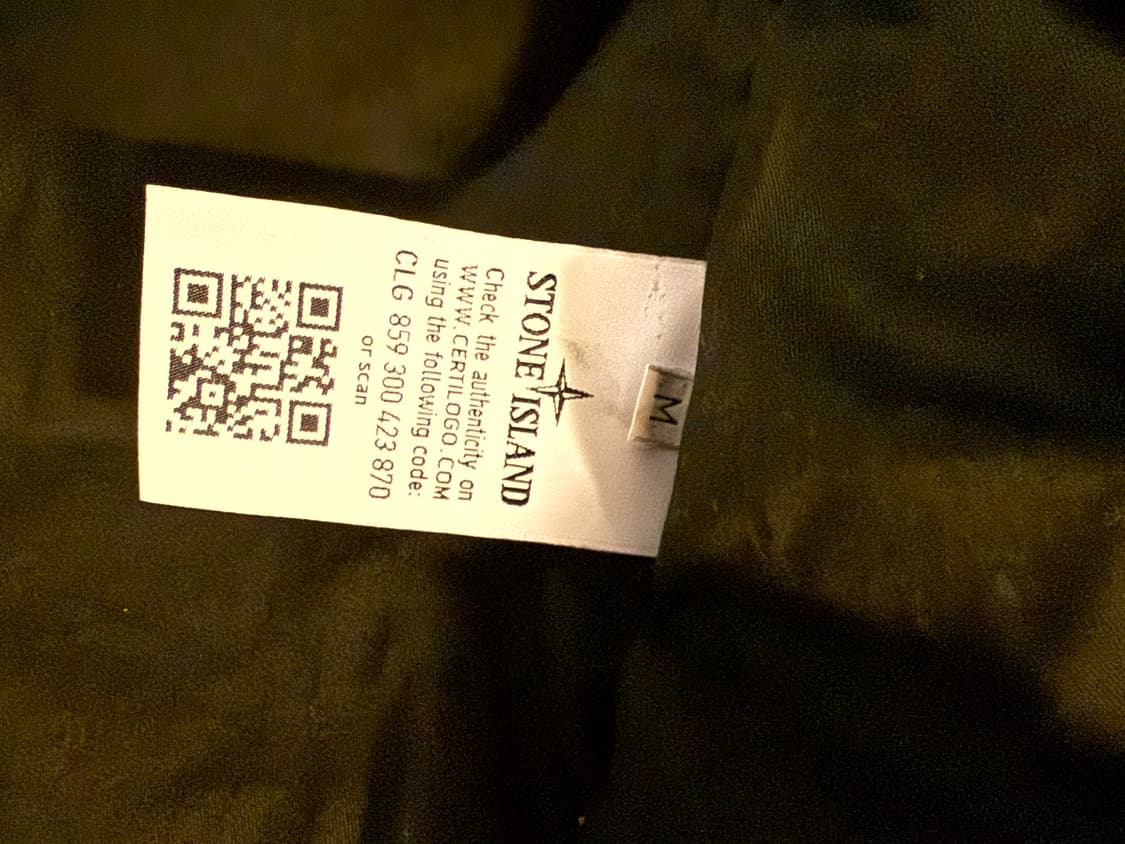 M
STONE ISLAND
Check the authenticity on
WWW.CERTILOGO.COM
using the following code:
CLG 859 300 423 870
or scan